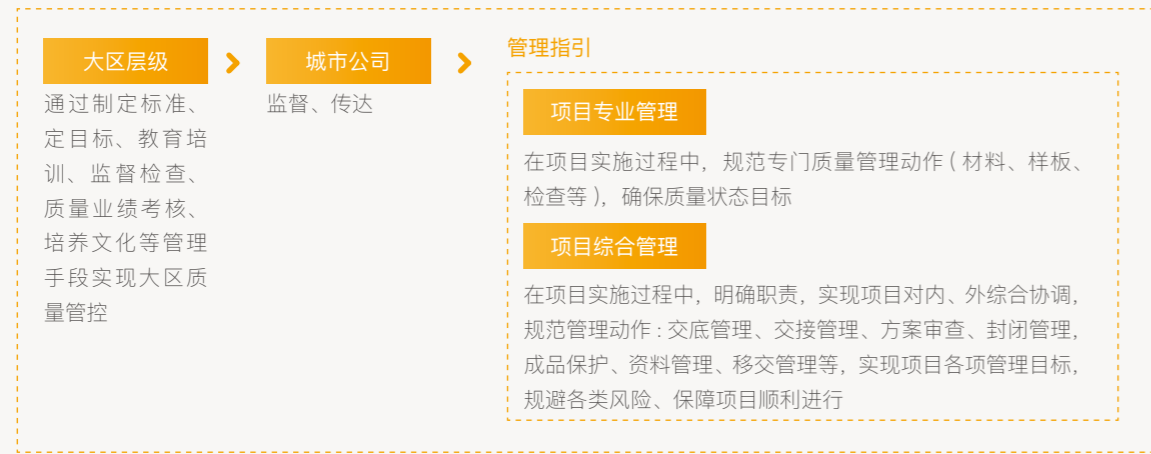 大区层级
通过制定标准、
定目标、教育培
训、监督检查、
质量业绩考核、
培养文化等管理
手段实现大区质
量管控
城市公司
监督、传达
管理指引
项目专业管理
在项目实施过程中，规范专门质量管理动作 ( 材料、样板、
检查等 )，确保质量状态目标
项目综合管理
在项目实施过程中，明确职责，实现项目对内、外综合协调，
规范管理动作 : 交底管理、交接管理、方案审查、封闭管理，
成品保护、资料管理、移交管理等，实现项目各项管理目标，
规避各类风险、保障项目顺利进行